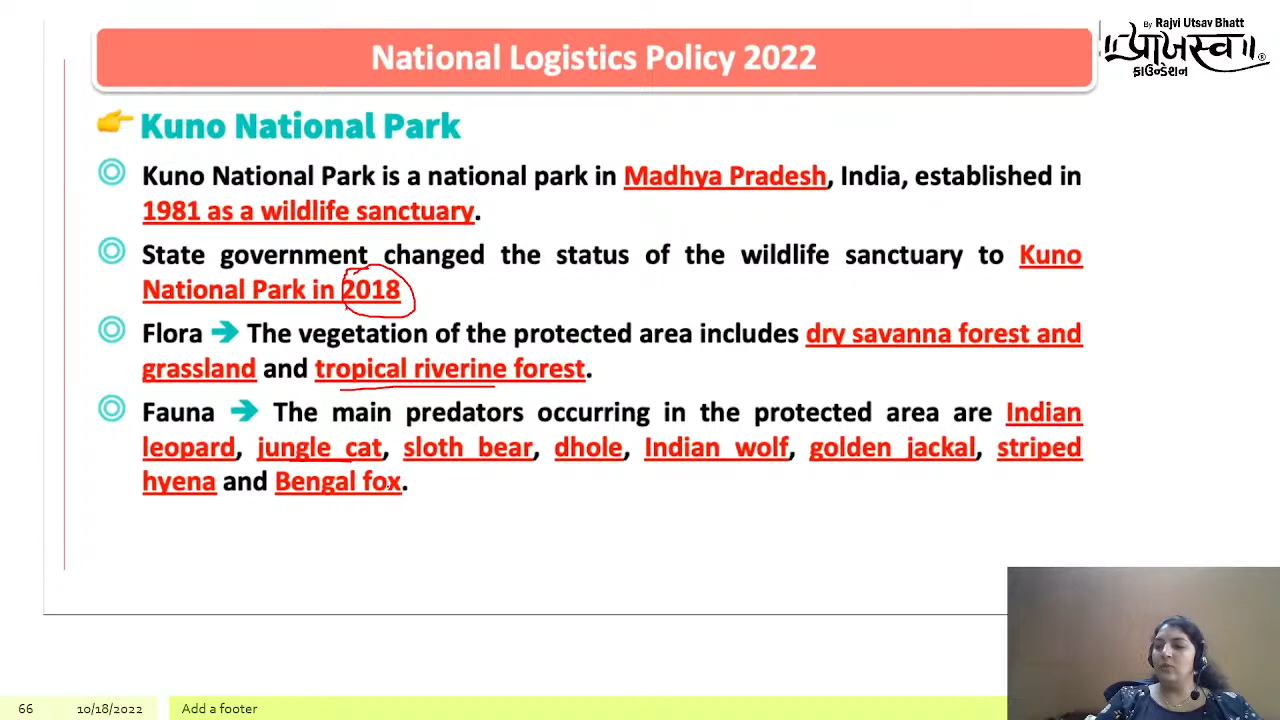 By Rajvi Utsav Bhatt
॥प्राजस्व॥
ફાઉન્ડેશન
National Logistics Policy 2022
Kuno National Park
Kuno National Park is a national park in Madhya Pradesh, India, established in
1981 as a wildlife sanctuary.
State government changed the status of the wildlife sanctuary to Kuno
National Park in 2018
Flora ➔ The vegetation of the protected area includes dry savanna forest and
grassland and tropical riverine forest.
Fauna ➔ The main predators occurring in the protected area are Indian
leopard, jungle cat, sloth bear, dhole, Indian wolf, golden jackal, striped
hyena and Bengal fox.
66 10/18/2022 Add a footer